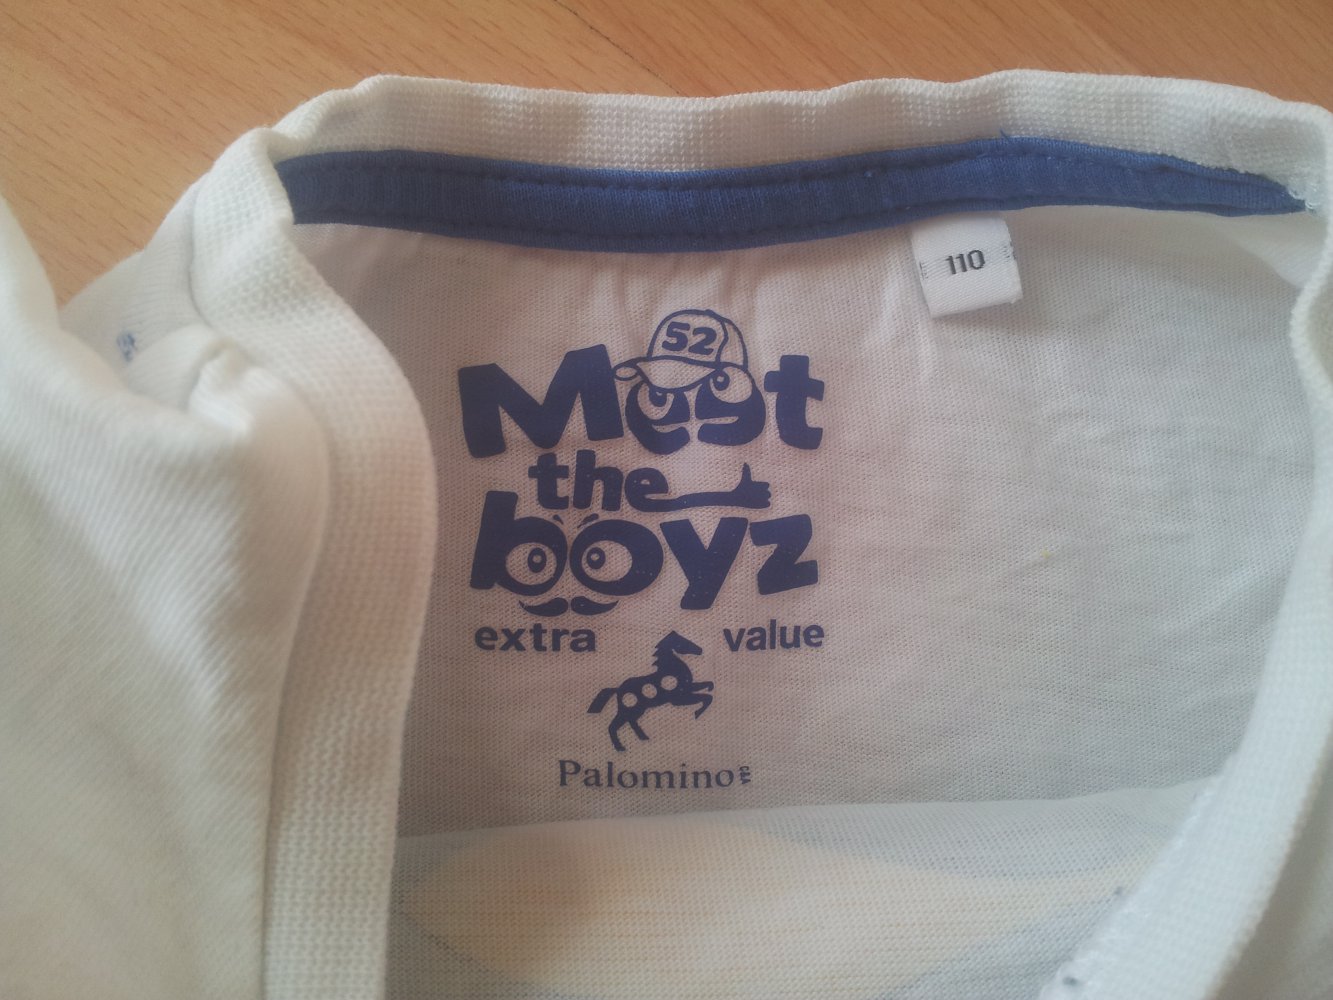 110
52
Meet
the
boyz
extra value
Palomino